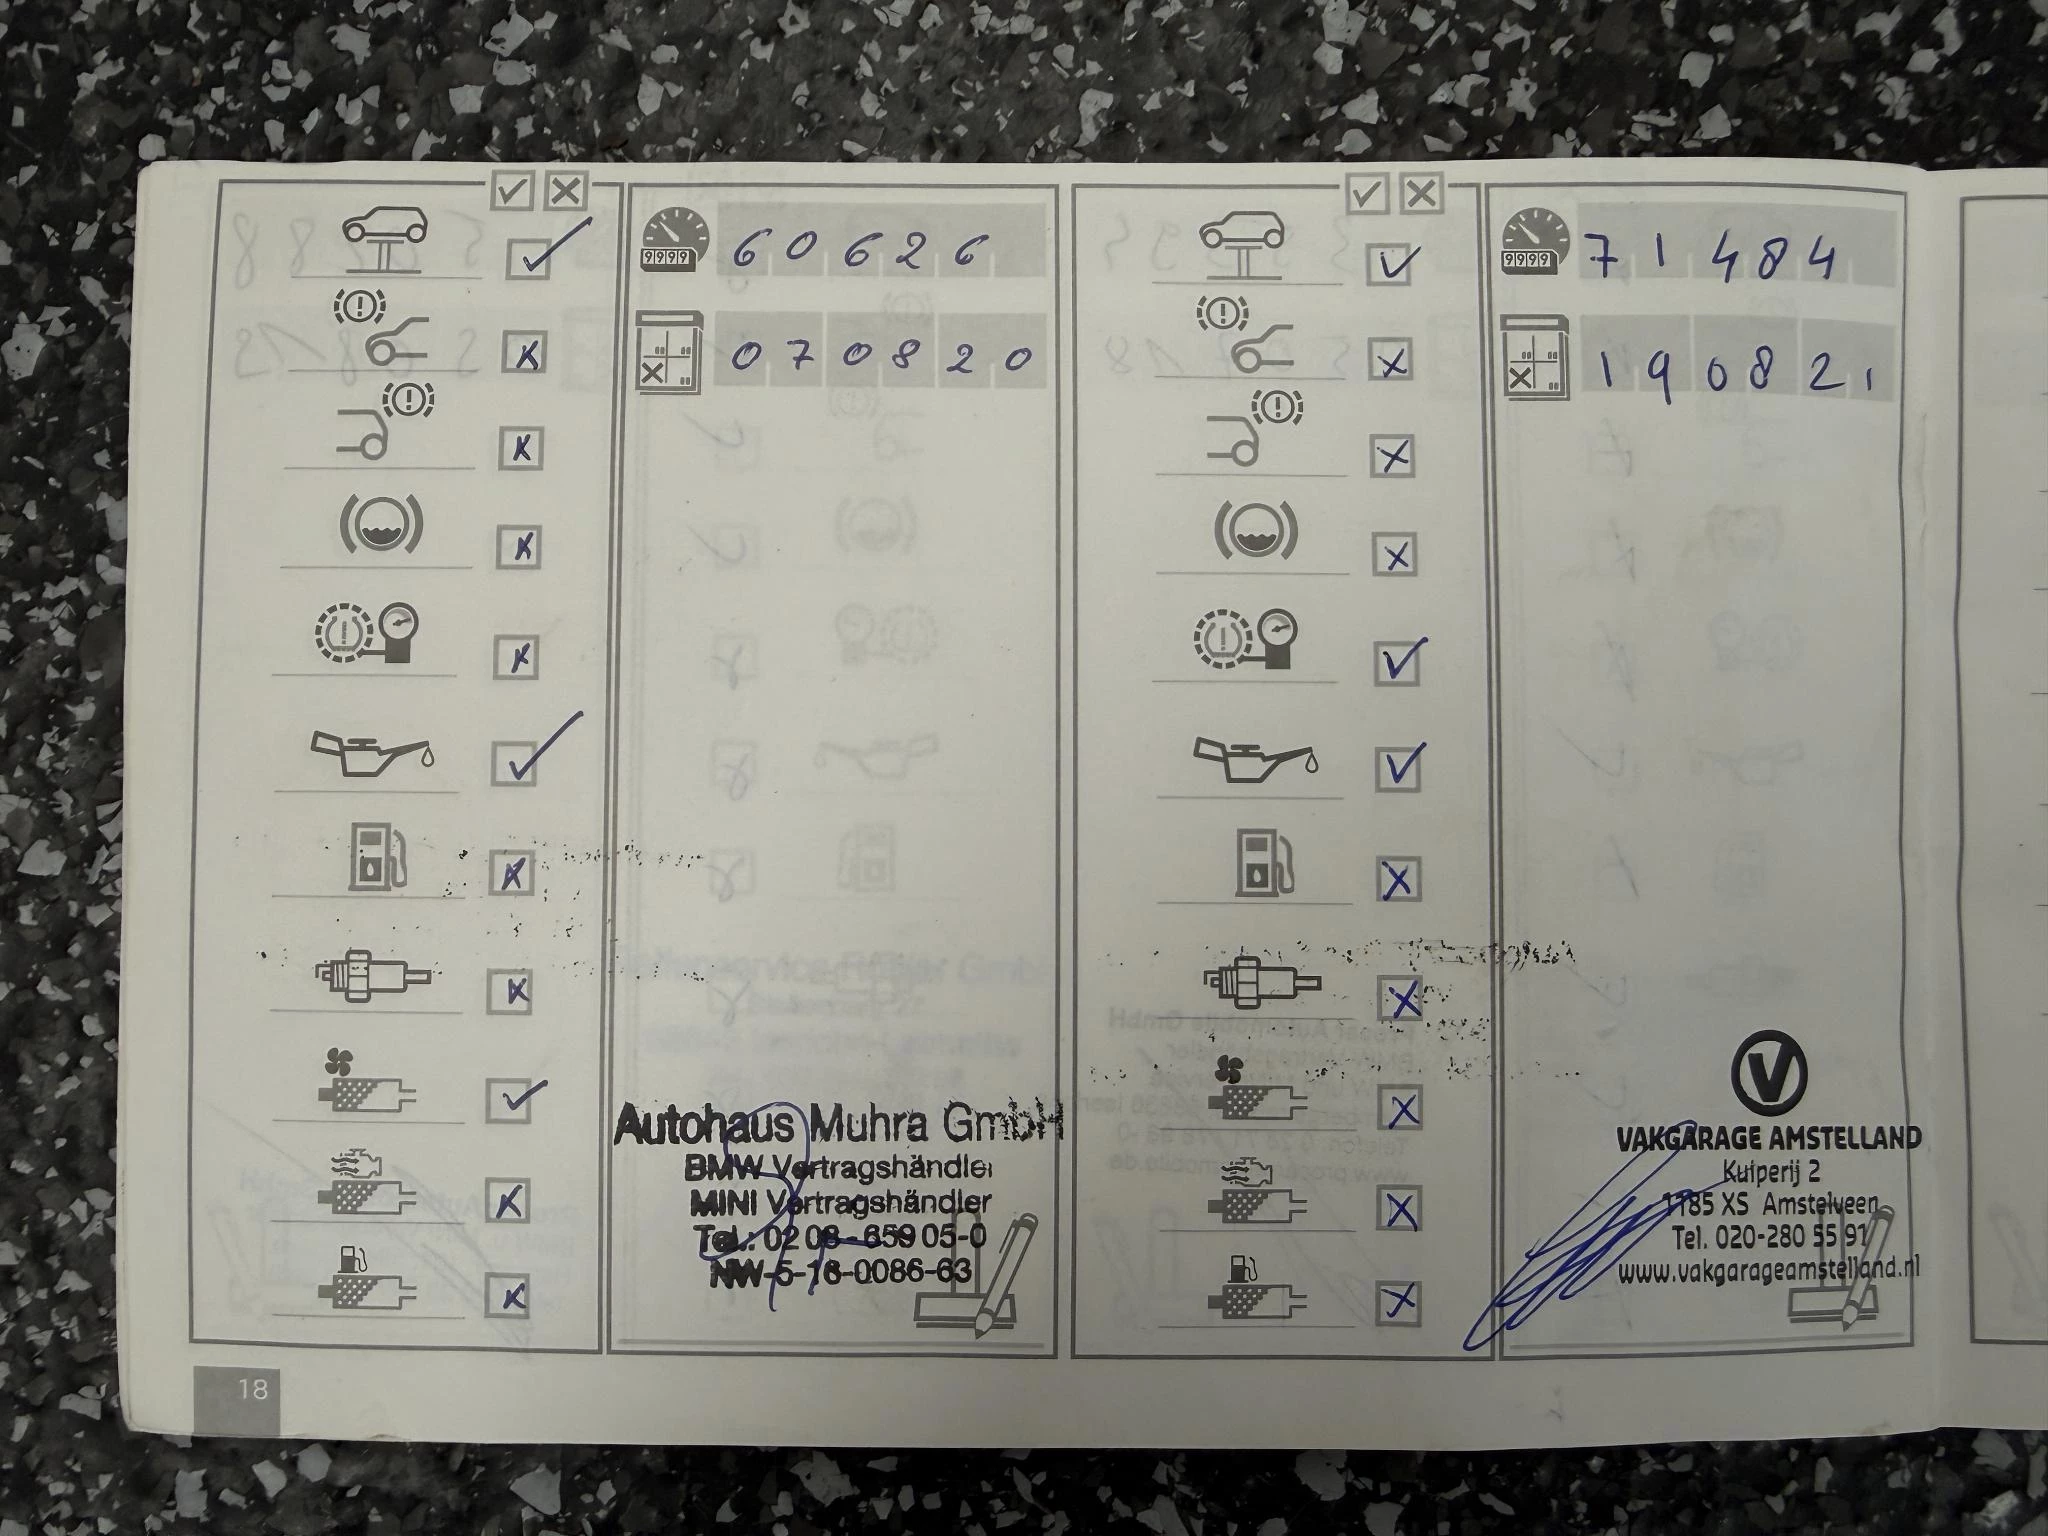 9999
60626
070820
Autohaus Muhra GmbH
BMW Vertragshändler
MINI Vertragshändler
Tel.: 02 08 - 659 05-0
NW-5-18-0086-63
18
9999
71484
190821
V
VAKGARAGE AMSTELLAND
Kuiperij 2
1185 XS Amstelveen
Tel. 020-280 55 91
www.vakgarageamstelland.nl